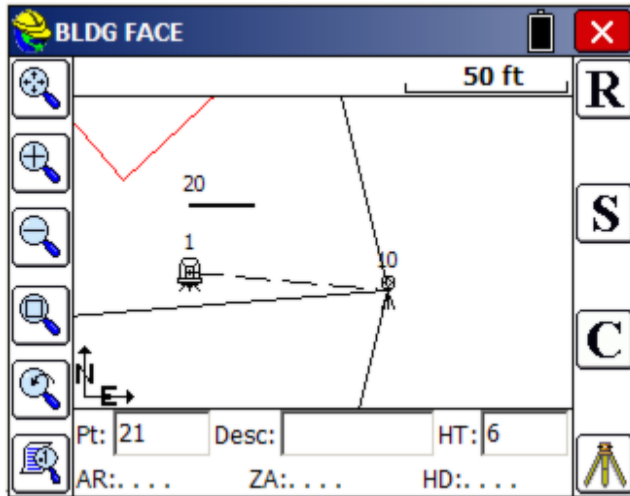 BLDG FACE
50 ft
R
20
S
1
10
C
N
E
Pt: 21 Desc: HT: 6
AR:. . . . ZA:. . . . HD:. . . .